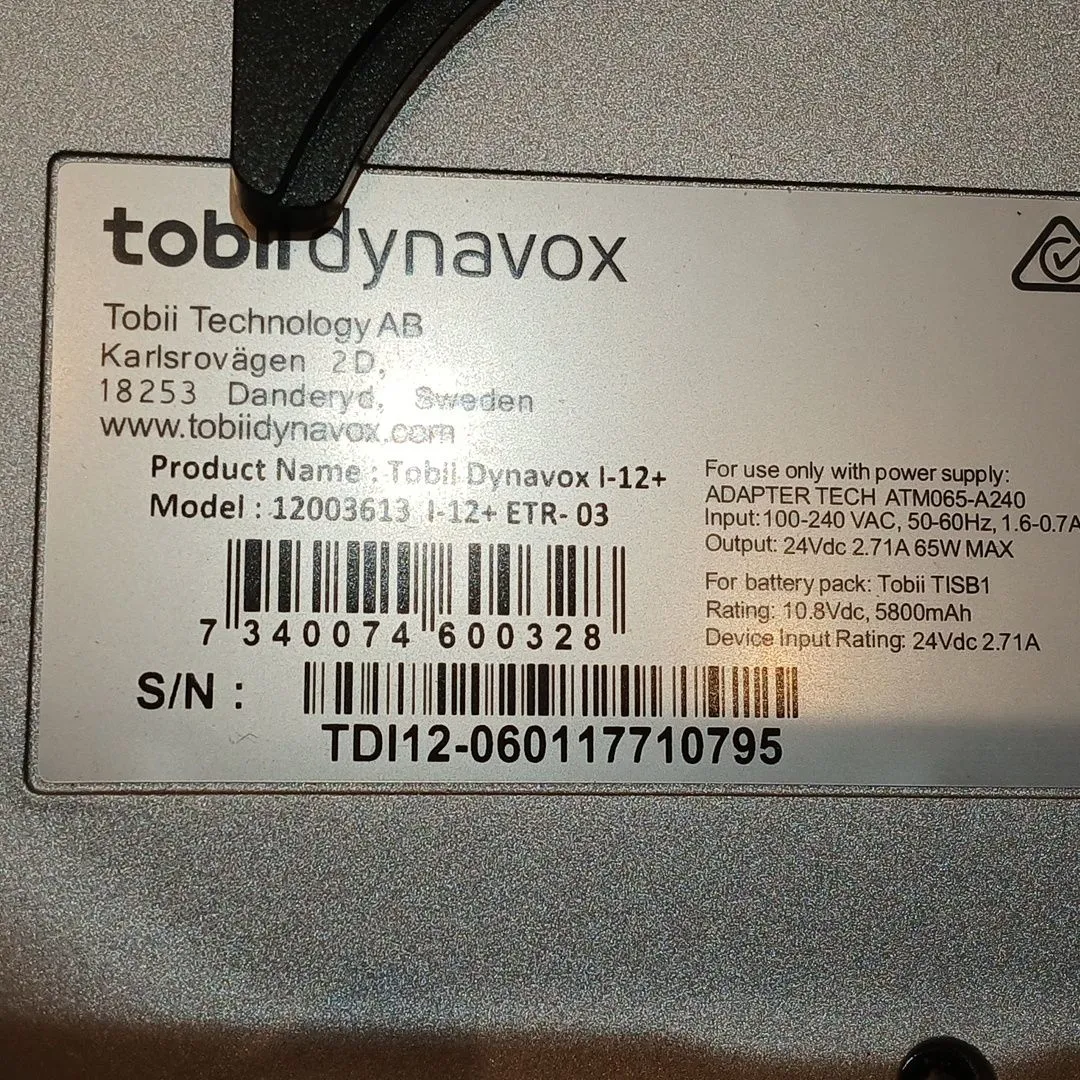 tobii dynavox
Tobii Technology AB
Karlsrovägen 2D,
18253 Danderyd, Sweden
www.tobiidynavox.com
Product Name : Tobii Dynavox I-12+
Model : 12003613 I-12+ ETR- 03
7 340074 600328
S/N :
TDI12-060117710795
For use only with power supply:
ADAPTER TECH ATM065-A240
Input:100-240 VAC, 50-60Hz, 1.6-0.7A
Output: 24Vdc 2.71A 65W MAX
For battery pack: Tobii TISB1
Rating: 10.8Vdc, 5800mAh
Device Input Rating: 24Vdc 2.71A